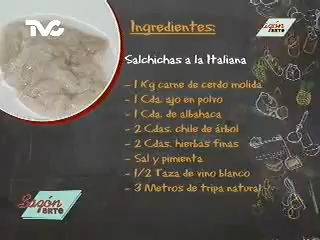 TVC
Ingredientes:
Sazón
y arte
Salchichas a la Italiana
- 1 Kg carne de cerdo molida
- 1 Cda. ajo en polvo
- 1 Cda. de albahaca
- 2 Cdas. chile de árbol
- 2 Cdas. hierbas finas
- Sal y pimienta
- 1/2 Taza de vino blanco
- 3 Metros de tripa natural
Sazón
y arte